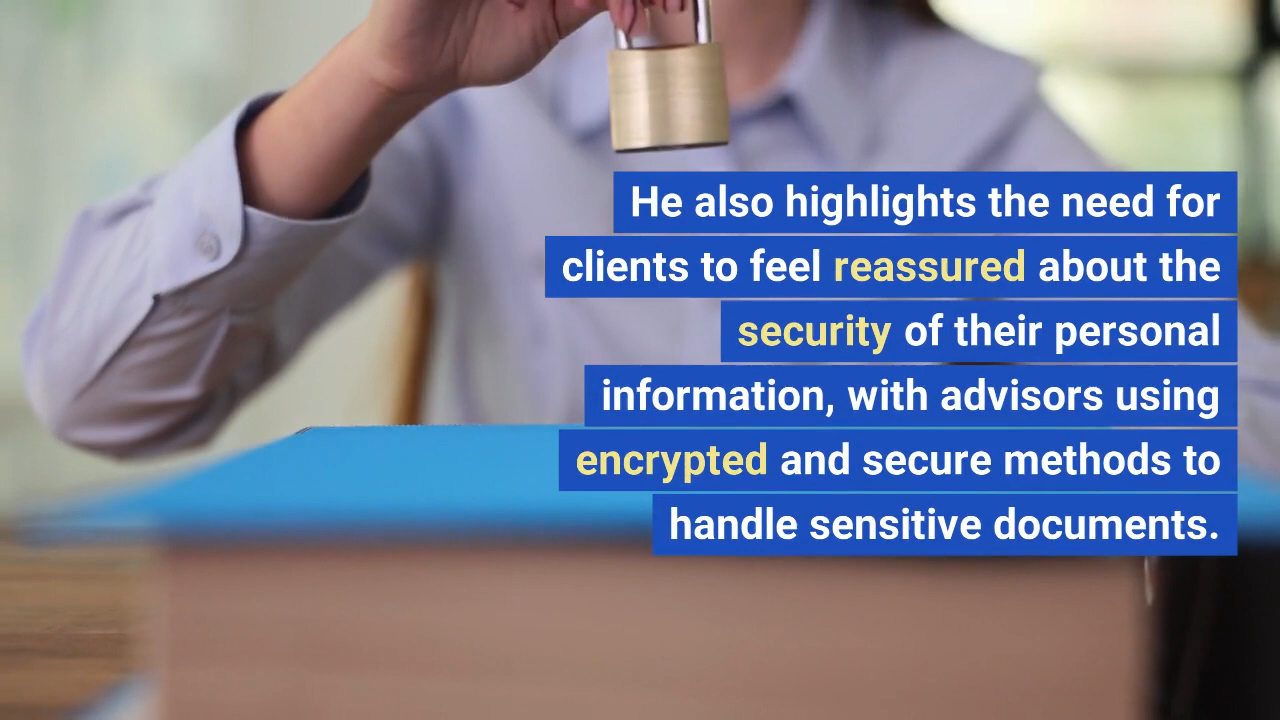 He also highlights the need for
clients to feel reassured about the
security of their personal
information, with advisors using
encrypted and secure methods to
handle sensitive documents.